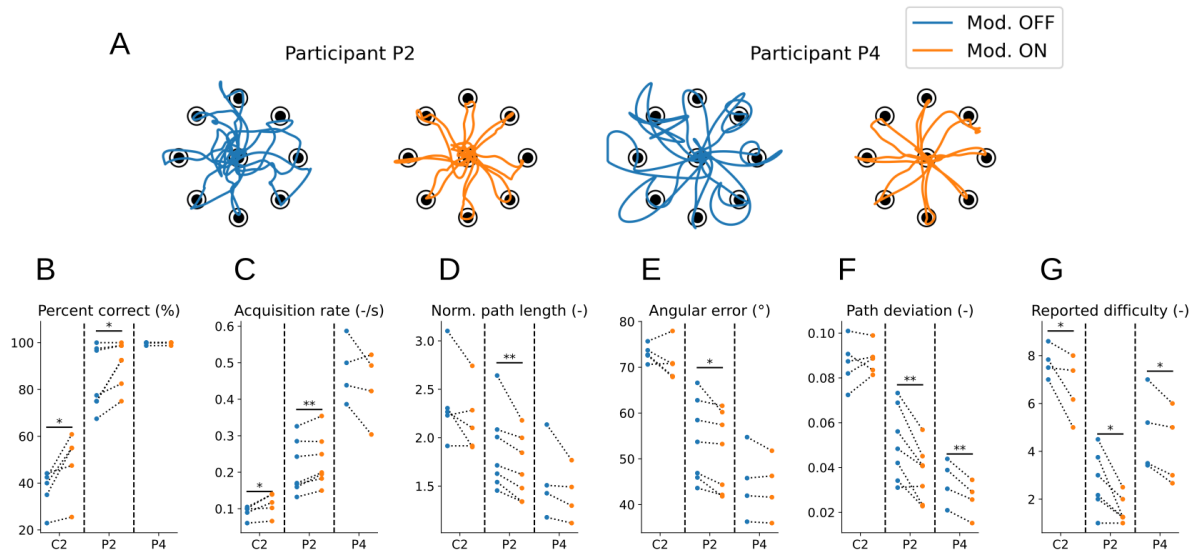 A
Participant P2
Participant P4
Mod. OFF
Mod. ON
B
C
D
E
F
G
Percent correct (%)
Acquisition rate (-/s)
Norm. path length (-)
Angular error (°)
Path deviation (-)
Reported difficulty (-)
100
80
60
40
20
*
*
C2
P2
P4
0.6
0.5
0.4
0.3
0.2
0.1
*
**
C2
P2
P4
3.0
2.5
2.0
1.5
**
C2
P2
P4
80
70
60
50
40
*
C2
P2
P4
0.10
0.08
0.06
0.04
0.02
**
**
C2
P2
P4
8
6
4
2
*
*
*
C2
P2
P4